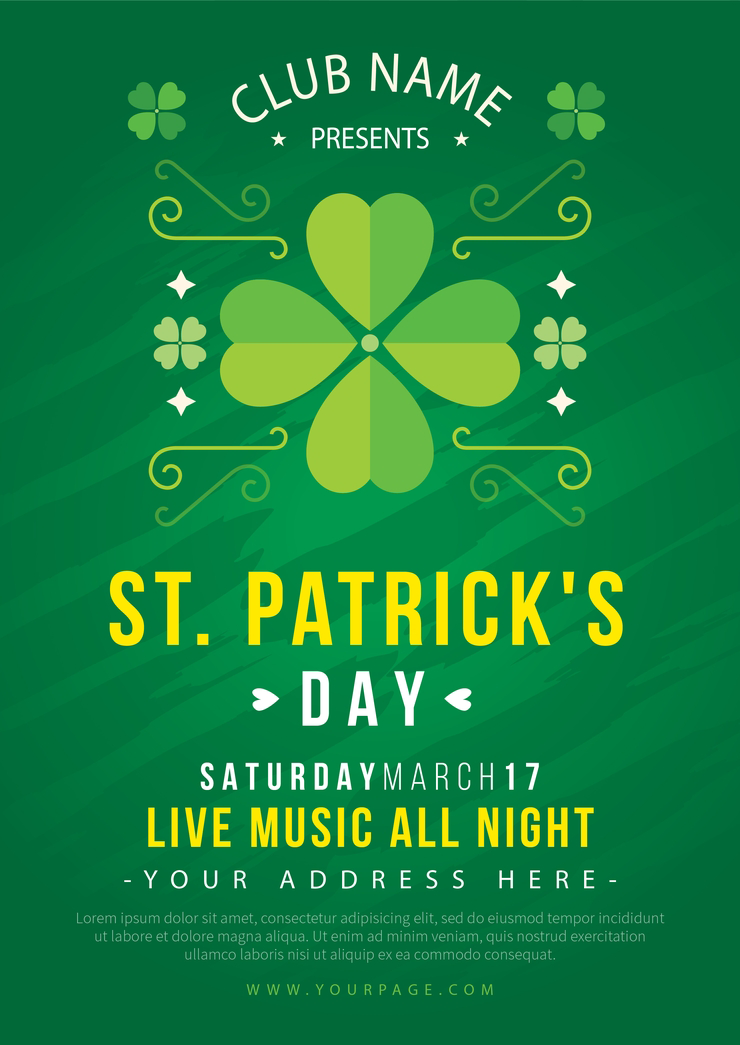 CLUB NAME
PRESENTS
ST. PATRICK'S
DAY
SATURDAYMARCH17
LIVE MUSIC ALL NIGHT
-YOUR ADDRESS HERE-
Lorem ipsum dolor sit amet, consectetur adipisicing elit, sed do eiusmod tempor incididunt
ut labore et dolore magna aliqua. Ut enim ad minim veniam, quis nostrud exercitation
ullamco laboris nisi ut aliquip ex ea commodo consequat.
WWW.YOURPAGE.COM